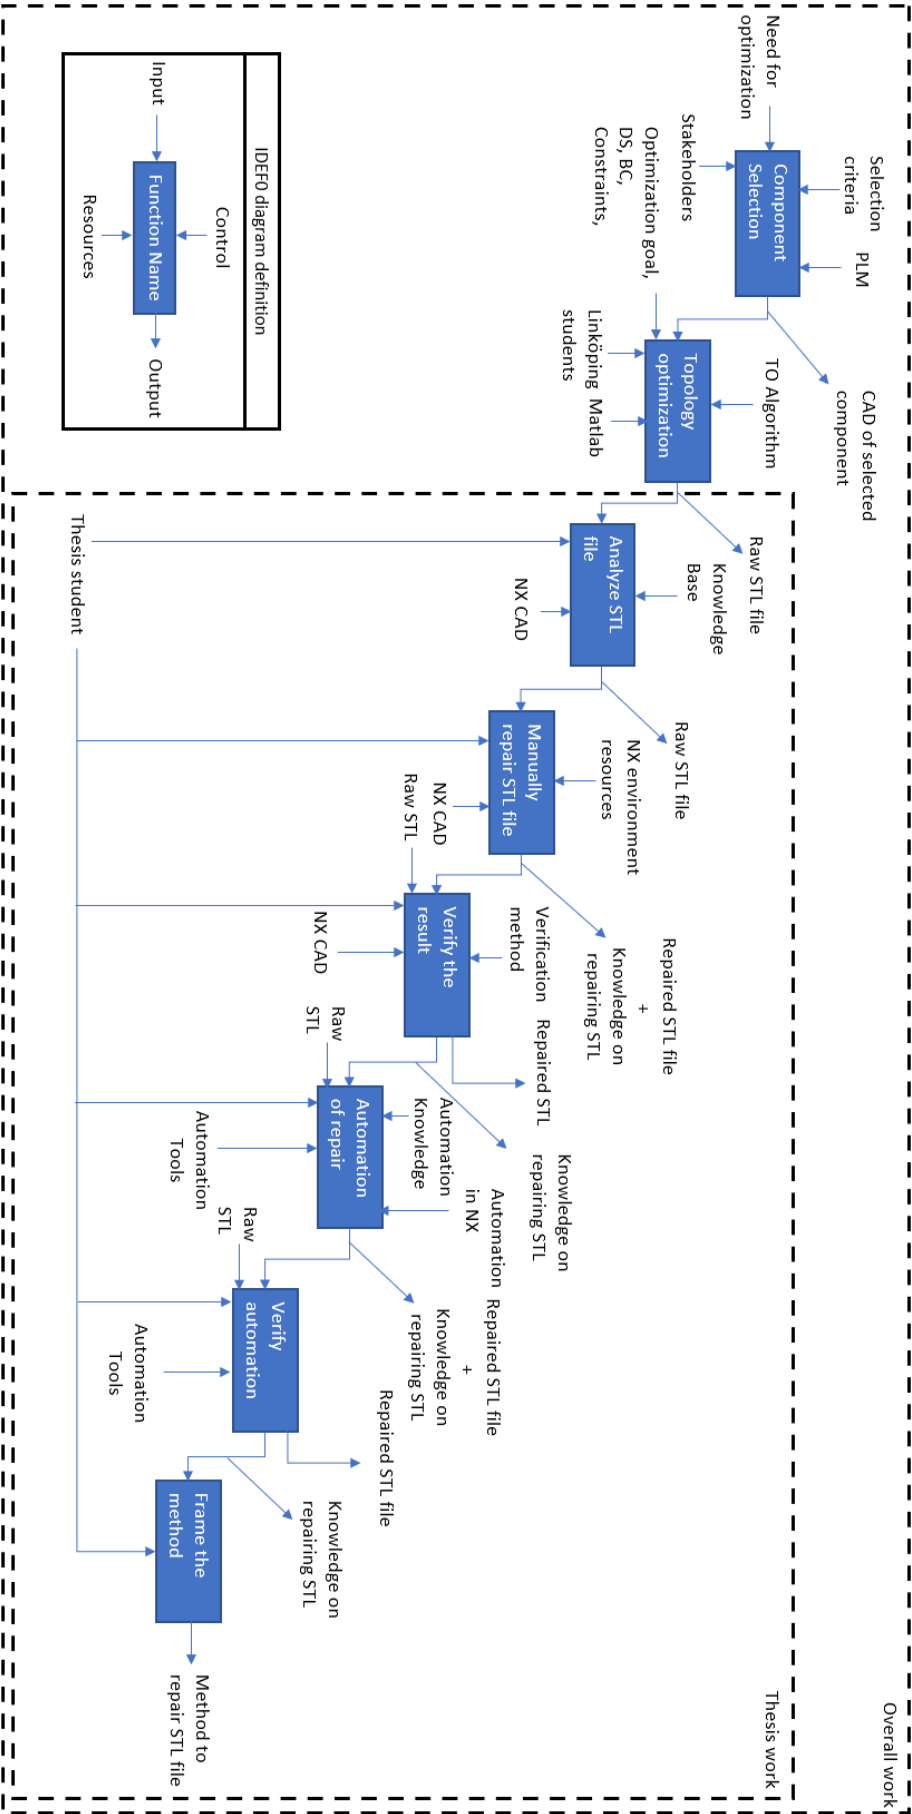 Overall work
Need for
optimization
Selection
criteria
PLM
Component
Selection
Stakeholders
CAD of selected
component
Optimization goal,
DS, BC,
Constraints,
TO Algorithm
Topology
optimization
Linköping
students
Matlab
Thesis work
Raw STL file
Knowledge
Base
Analyze STL
file
NX CAD
Thesis student
Raw STL file
NX environment
resources
Manually
repair STL file
NX CAD
Raw STL
Repaired STL file
+
Knowledge on
repairing STL
Verification
method
Verify the
result
NX CAD
Repaired STL
Raw
STL
Knowledge on
repairing STL
Automation
Knowledge
Automation
in NX
Automation
of repair
Automation
Tools
Repaired STL file
+
Knowledge on
repairing STL
Raw
STL
Verify
automation
Automation
Tools
Repaired STL file
Knowledge on
repairing STL
Frame the
method
Method to
repair STL file
IDEF0 diagram definition
Input
Control
Function Name
Resources
Output